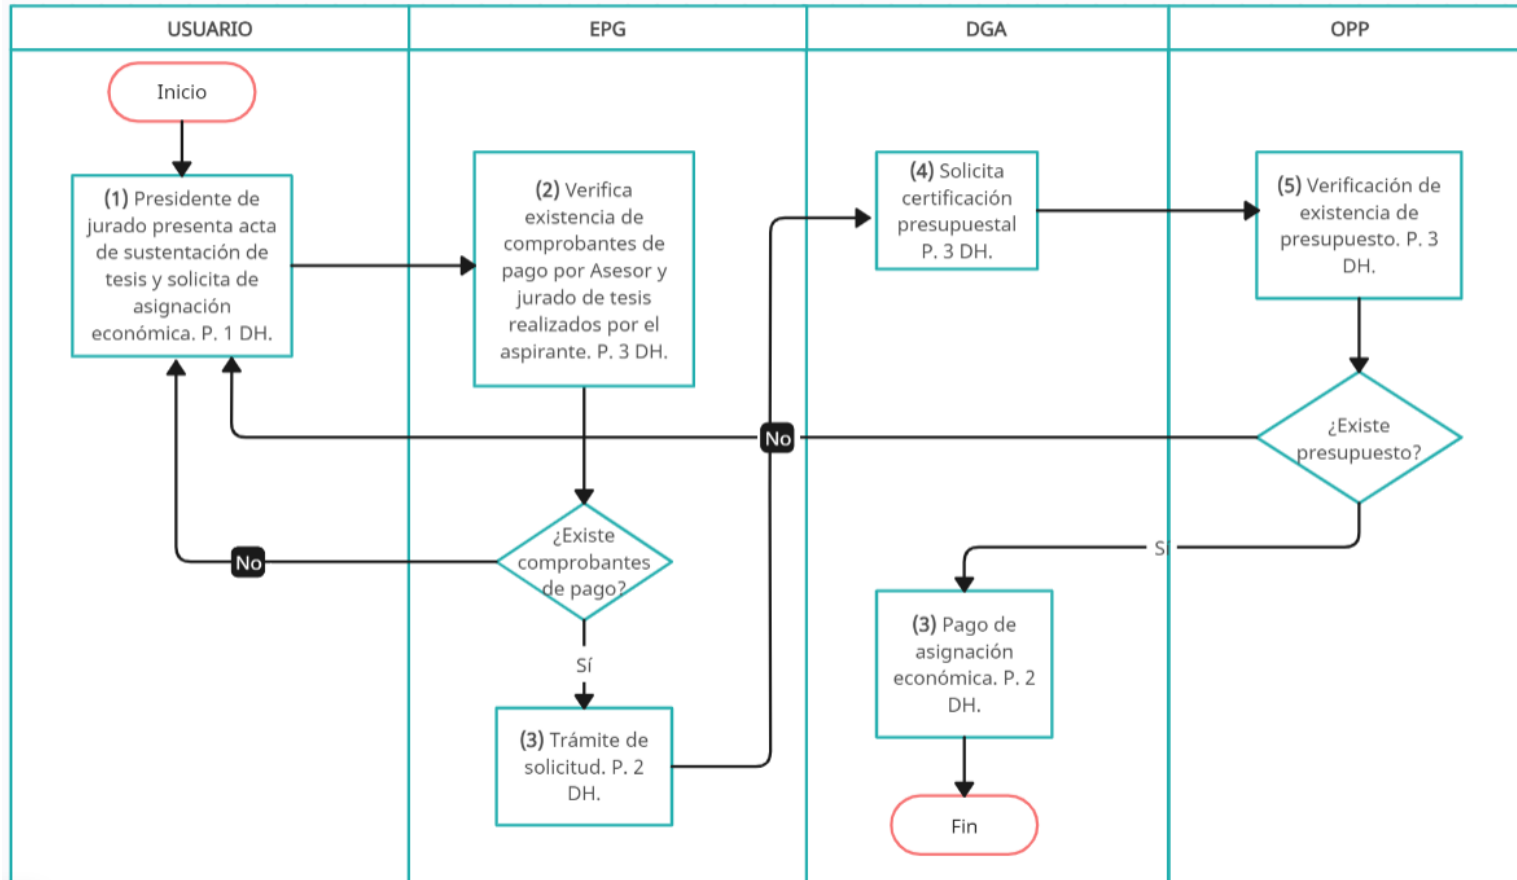 USUARIO
EPG
DGA
OPP
Inicio
(1) Presidente de
jurado presenta acta
de sustentación de
tesis y solicita de
asignación
económica. P. 1 DH.
(2) Verifica
existencia de
comprobantes de
pago por Asesor y
jurado de tesis
realizados por el
aspirante. P. 3 DH.
(4) Solicita
certificación
presupuestal
P. 3 DH.
(5) Verificación de
existencia de
presupuesto. P. 3
DH.
No
¿Existe
presupuesto?
¿Existe
comprobantes
de pago?
No
Sí
Sí
(3) Trámite de
solicitud. P. 2
DH.
(3) Pago de
asignación
económica. P. 2
DH.
Fin